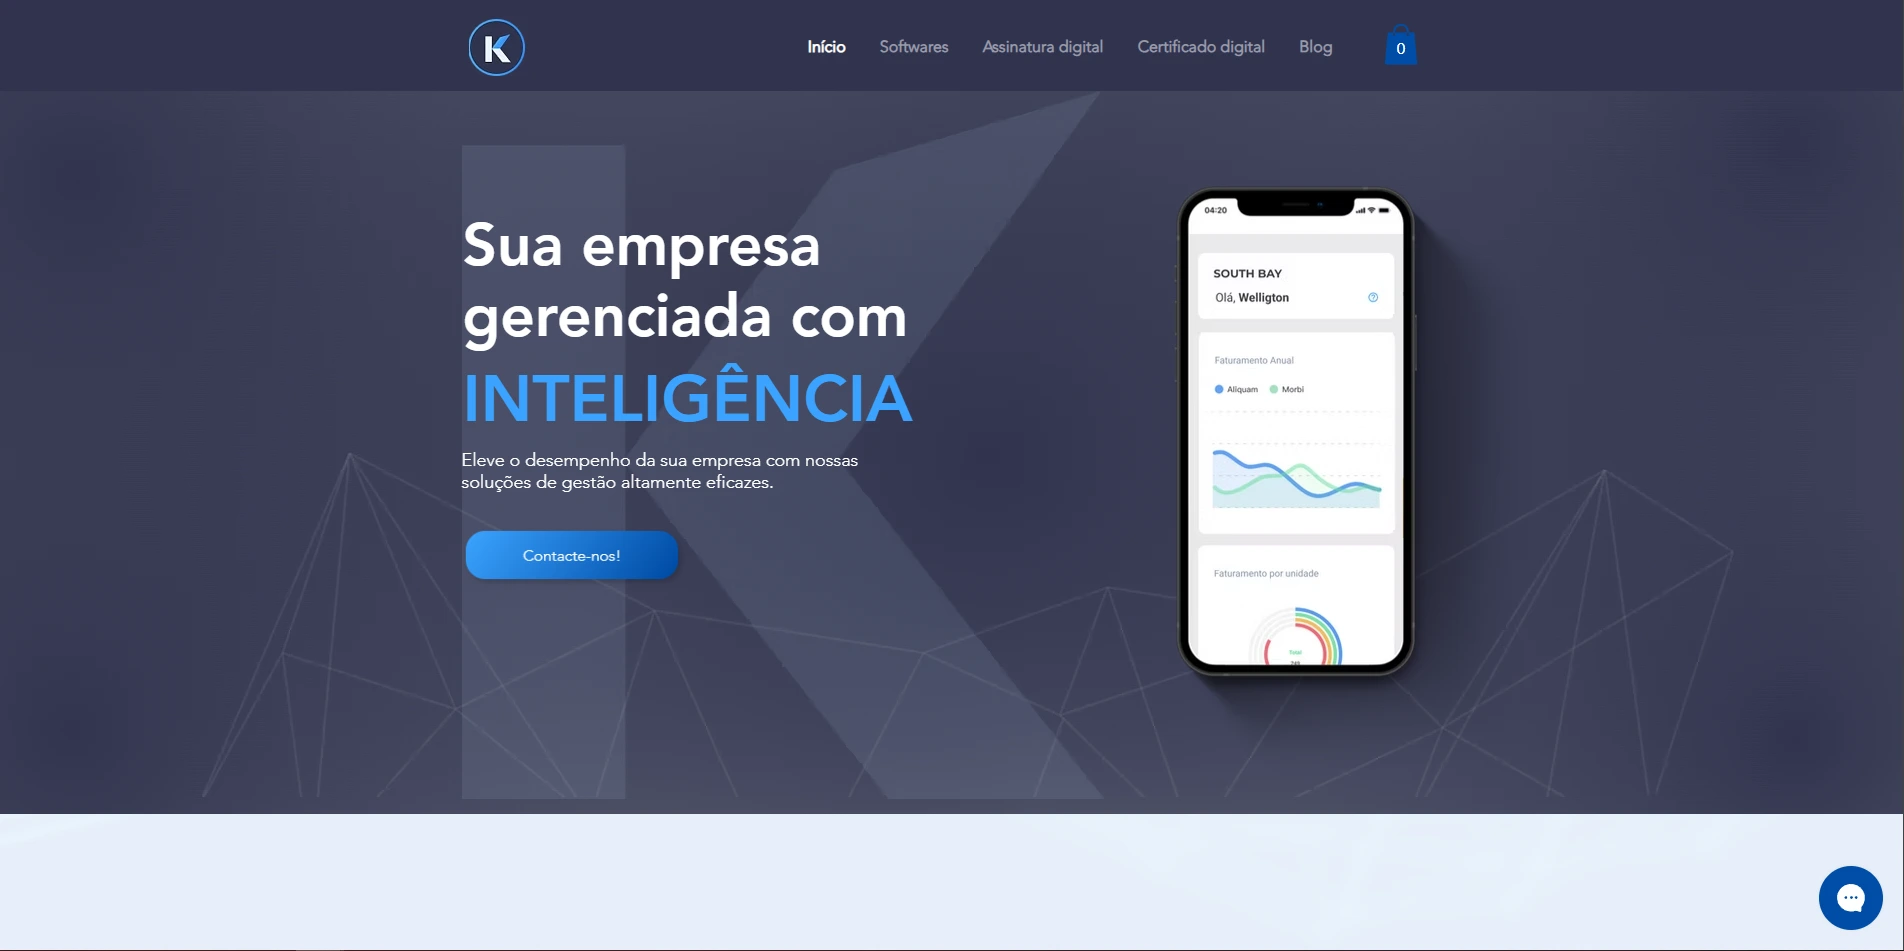 K
Início
Softwares
Assinatura digital
Certificado digital
Blog
0
Sua empresa
gerenciada com
INTELIGÊNCIA
Eleve o desempenho da sua empresa com nossas
soluções de gestão altamente eficazes.
Contacte-nos!
04:20
SOUTH BAY
Olá, Welligton
Faturamento Anual
Aliquam
Morbi
Faturamento por unidade
Total